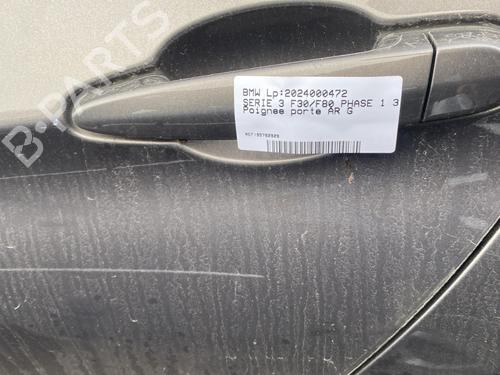 B-PARTS
BMW Lp:2024000472
SERIE 3 F30/F80 PHASE 1 3
Poignee porte AR G